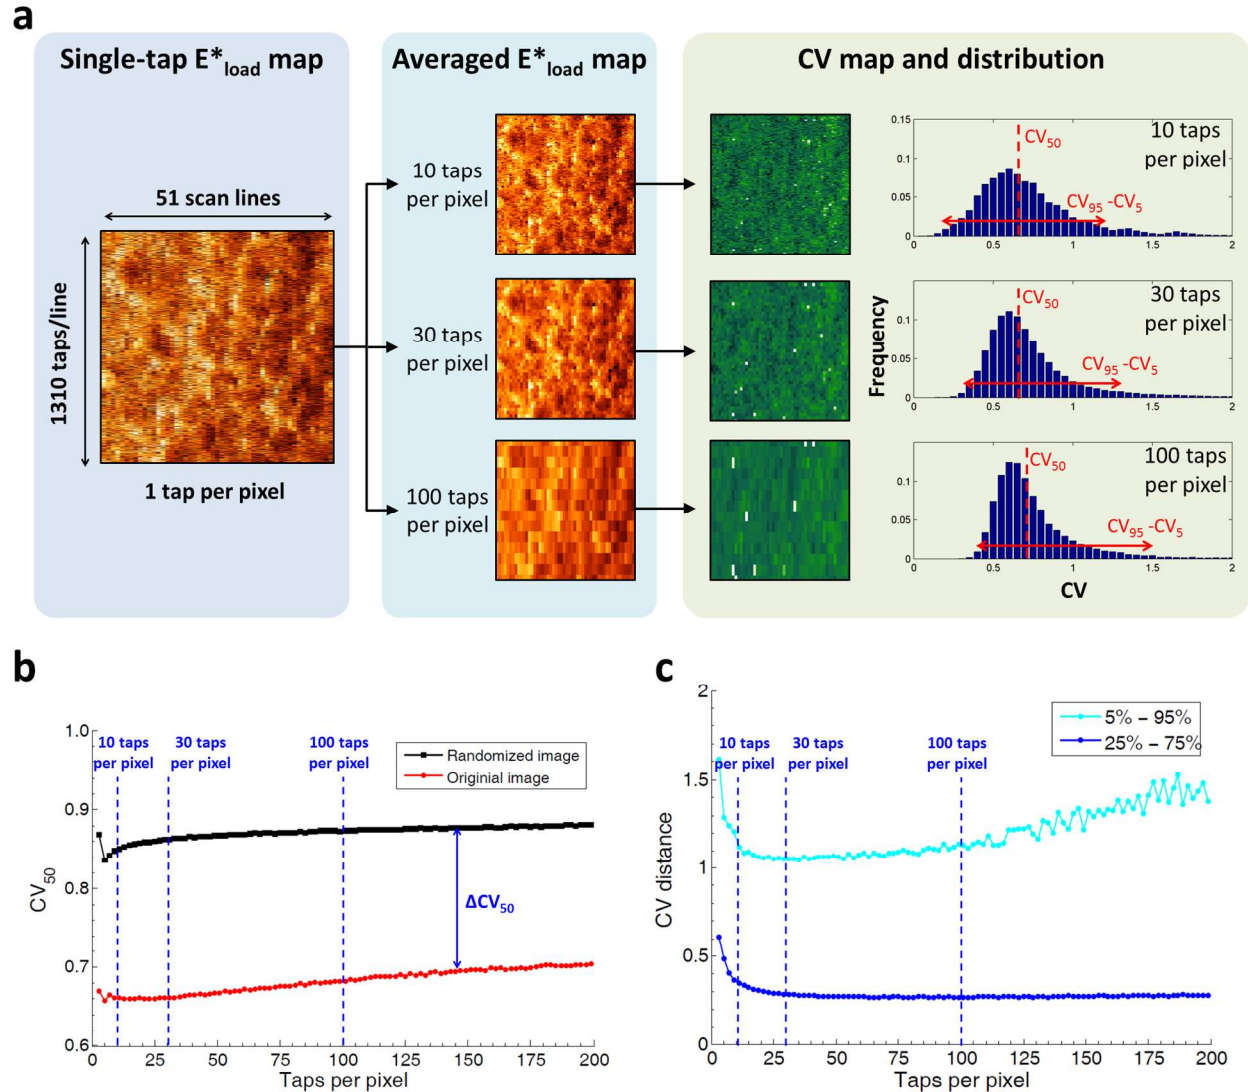 a
Single-tap E*load map
Averaged E*load map
CV map and distribution
51 scan lines
1310 taps/line
1 tap per pixel
10 taps
per pixel
30 taps
per pixel
100 taps
per pixel
0.15
0.1
0.05
0
0
0.5
1
1.5
2
CV50
CV95 -CV5
10 taps
per pixel
Frequency
0.1
0.05
0
0
0.5
1
1.5
2
CV50
CV95 -CV5
30 taps
per pixel
0.1
0.05
0
0
0.5
1
1.5
2
CV50
CV95 -CV5
100 taps
per pixel
CV
b
1.0
0.9
0.8
0.7
0.6
CV50
10 taps
per pixel
30 taps
per pixel
100 taps
per pixel
Randomized image
Originial image
ΔCV50
0
25
50
75
100
125
150
175
200
Taps per pixel
c
2
1.5
1
0.5
0
CV distance
10 taps
per pixel
30 taps
per pixel
100 taps
per pixel
5% – 95%
25% – 75%
0
25
50
75
100
125
150
175
200
Taps per pixel